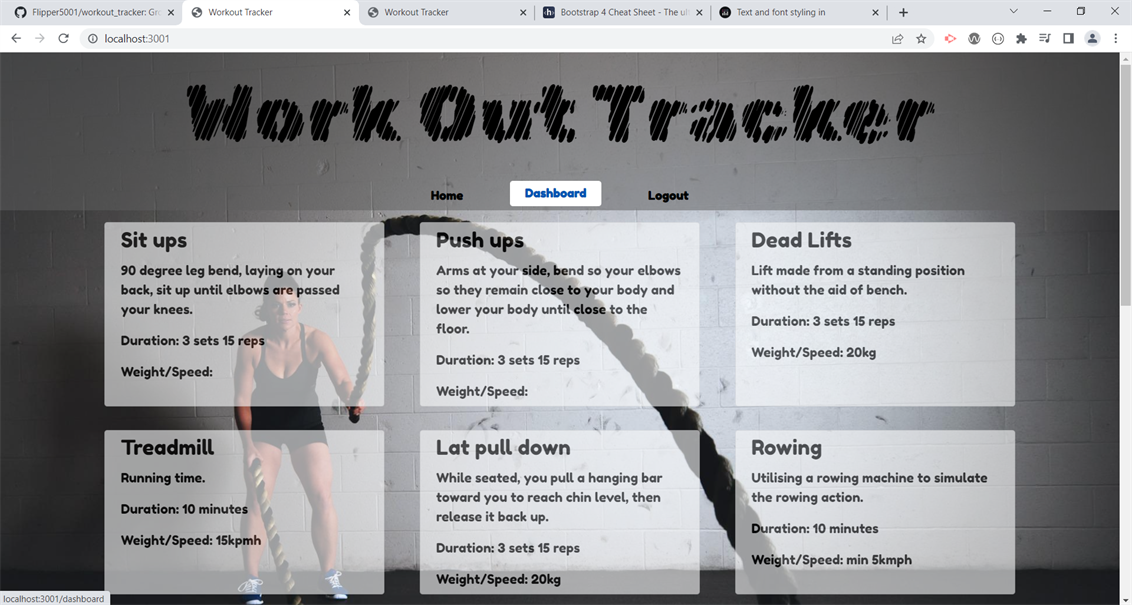 Flipper5001/workout_tracker: Gro
Workout Tracker
Workout Tracker
Bootstrap 4 Cheat Sheet - The ul
Text and font styling in
localhost:3001
Work Out Tracker
Home
Dashboard
Logout
Sit ups
90 degree leg bend, laying on your
back, sit up until elbows are passed
your knees.
Duration: 3 sets 15 reps
Weight/Speed:
Push ups
Arms at your side, bend so your elbows
so they remain close to your body and
lower your body until close to the
floor.
Duration: 3 sets 15 reps
Weight/Speed:
Dead Lifts
Lift made from a standing position
without the aid of bench.
Duration: 3 sets 15 reps
Weight/Speed: 20kg
Treadmill
Running time.
Duration: 10 minutes
Weight/Speed: 15kpmh
Lat pull down
While seated, you pull a hanging bar
toward you to reach chin level, then
release it back up.
Duration: 3 sets 15 reps
Weight/Speed: 20kg
Rowing
Utilising a rowing machine to simulate
the rowing action.
Duration: 10 minutes
Weight/Speed: min 5kmph
localhost:3001/dashboard